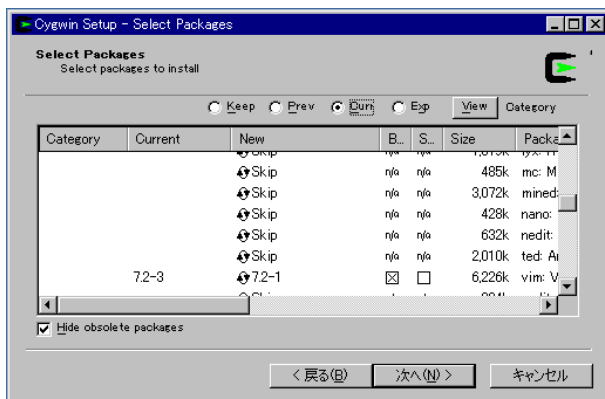 Cygwin Setup - Select Packages
Select Packages
Select packages to install
Keep Prev Curr Exp View Category
Category Current New B... S... Size Packa
Skip n/a n/a
Skip n/a n/a 485k mc: M
Skip n/a n/a 3,072k mined:
Skip n/a n/a 428k nano:
Skip n/a n/a 632k nedit:
Skip n/a n/a 2,010k ted: A
7.2-3 7.2-1 6,226k vim: V
Hide obsolete packages
< 戻る(B) 次へ(N) > キャンセル